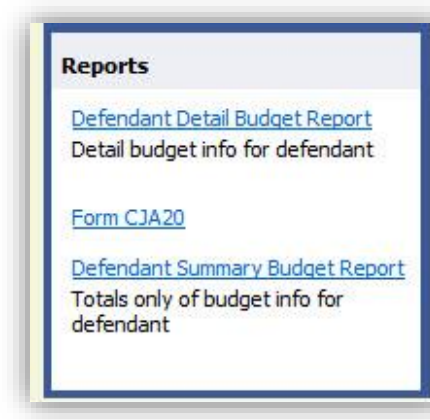 Reports
Defendant Detail Budget Report
Detail budget info for defendant
Form CJA20
Defendant Summary Budget Report
Totals only of budget info for
defendant